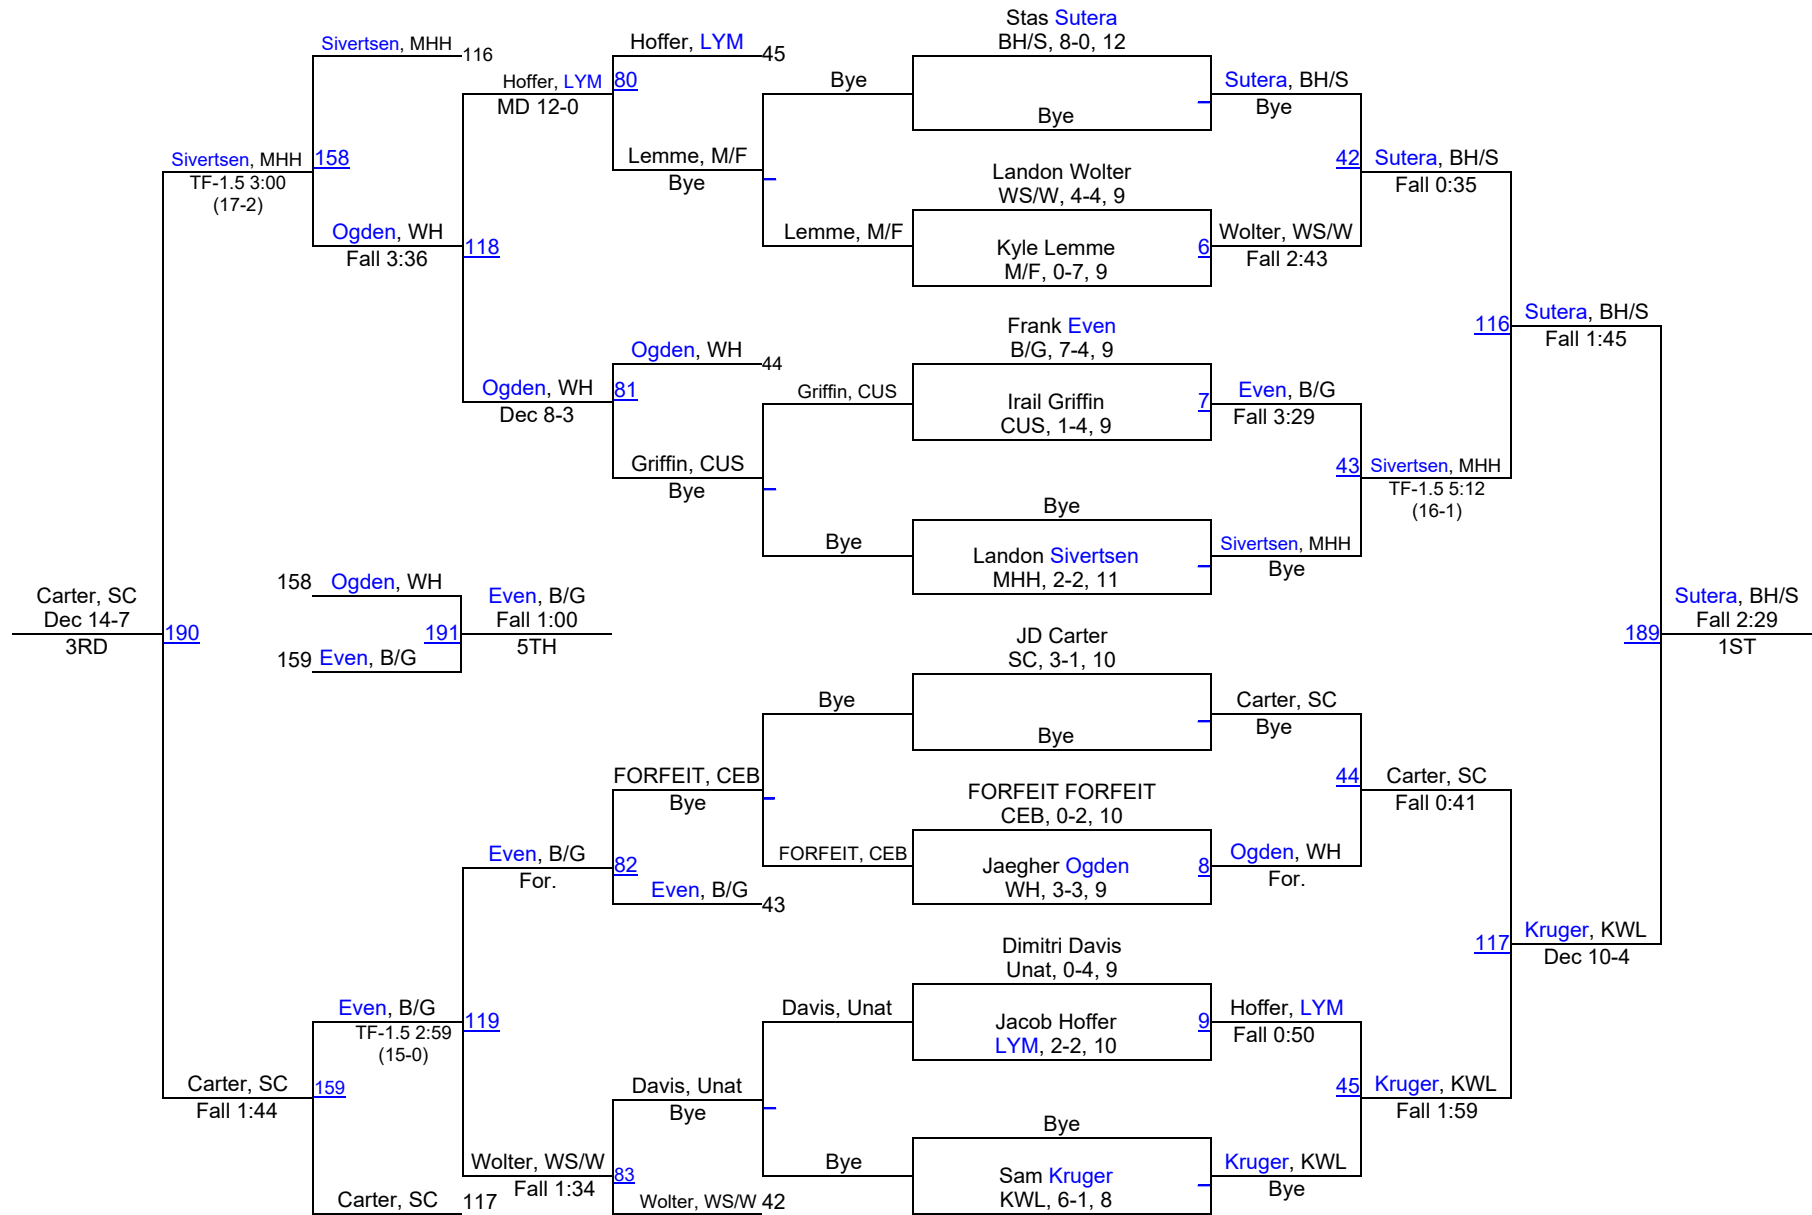 Stas Sutera
BH/S, 8-0, 12
Bye
Landon Wolter
WS/W, 4-4, 9
Kyle Lemme
M/F, 0-7, 9
6
Frank Even
B/G, 7-4, 9
Irail Griffin
CUS, 1-4, 9
7
Bye
Landon Sivertsen
MHH, 2-2, 11
JD Carter
SC, 3-1, 10
Bye
FORFEIT FORFEIT
CEB, 0-2, 10
Jaegher Ogden
WH, 3-3, 9
8
Dimitri Davis
Unat, 0-4, 9
Jacob Hoffer
LYM, 2-2, 10
9
Bye
Sam Kruger
KWL, 6-1, 8
Sutera, BH/S
Bye
42
Wolter, WS/W
Fall 2:43
Even, B/G
Fall 3:29
43
Sivertsen, MHH
Bye
Carter, SC
Bye
44
Ogden, WH
For.
Hoffer, LYM
Fall 0:50
45
Kruger, KWL
Bye
Sutera, BH/S
Fall 0:35
116
Sivertsen, MHH
TF-1.5 5:12
(16-1)
Carter, SC
Fall 0:41
117
Kruger, KWL
Fall 1:59
Sutera, BH/S
Fall 1:45
189
Kruger, KWL
Dec 10-4
Sutera, BH/S
Fall 2:29
1ST
Bye
Lemme, M/F
Griffin, CUS
Bye
Bye
FORFEIT, CEB
Davis, Unat
Bye
Hoffer, LYM
45
80
Lemme, M/F
Bye
Ogden, WH
44
81
Griffin, CUS
Bye
FORFEIT, CEB
Bye
82
Even, B/G
43
Davis, Unat
Bye
83
Wolter, WS/W
42
Hoffer, LYM
MD 12-0
118
Ogden, WH
Dec 8-3
Even, B/G
For.
119
Wolter, WS/W
Fall 1:34
Sivertsen, MHH
116
158
Ogden, WH
Fall 3:36
158
Ogden, WH
191
159
Even, B/G
Even, B/G
Fall 1:00
5TH
Even, B/G
TF-1.5 2:59
(15-0)
159
Carter, SC
117
Sivertsen, MHH
TF-1.5 3:00
(17-2)
190
Carter, SC
Fall 1:44
Carter, SC
Dec 14-7
3RD